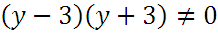 (y − 3)(y + 3) ≠ 0